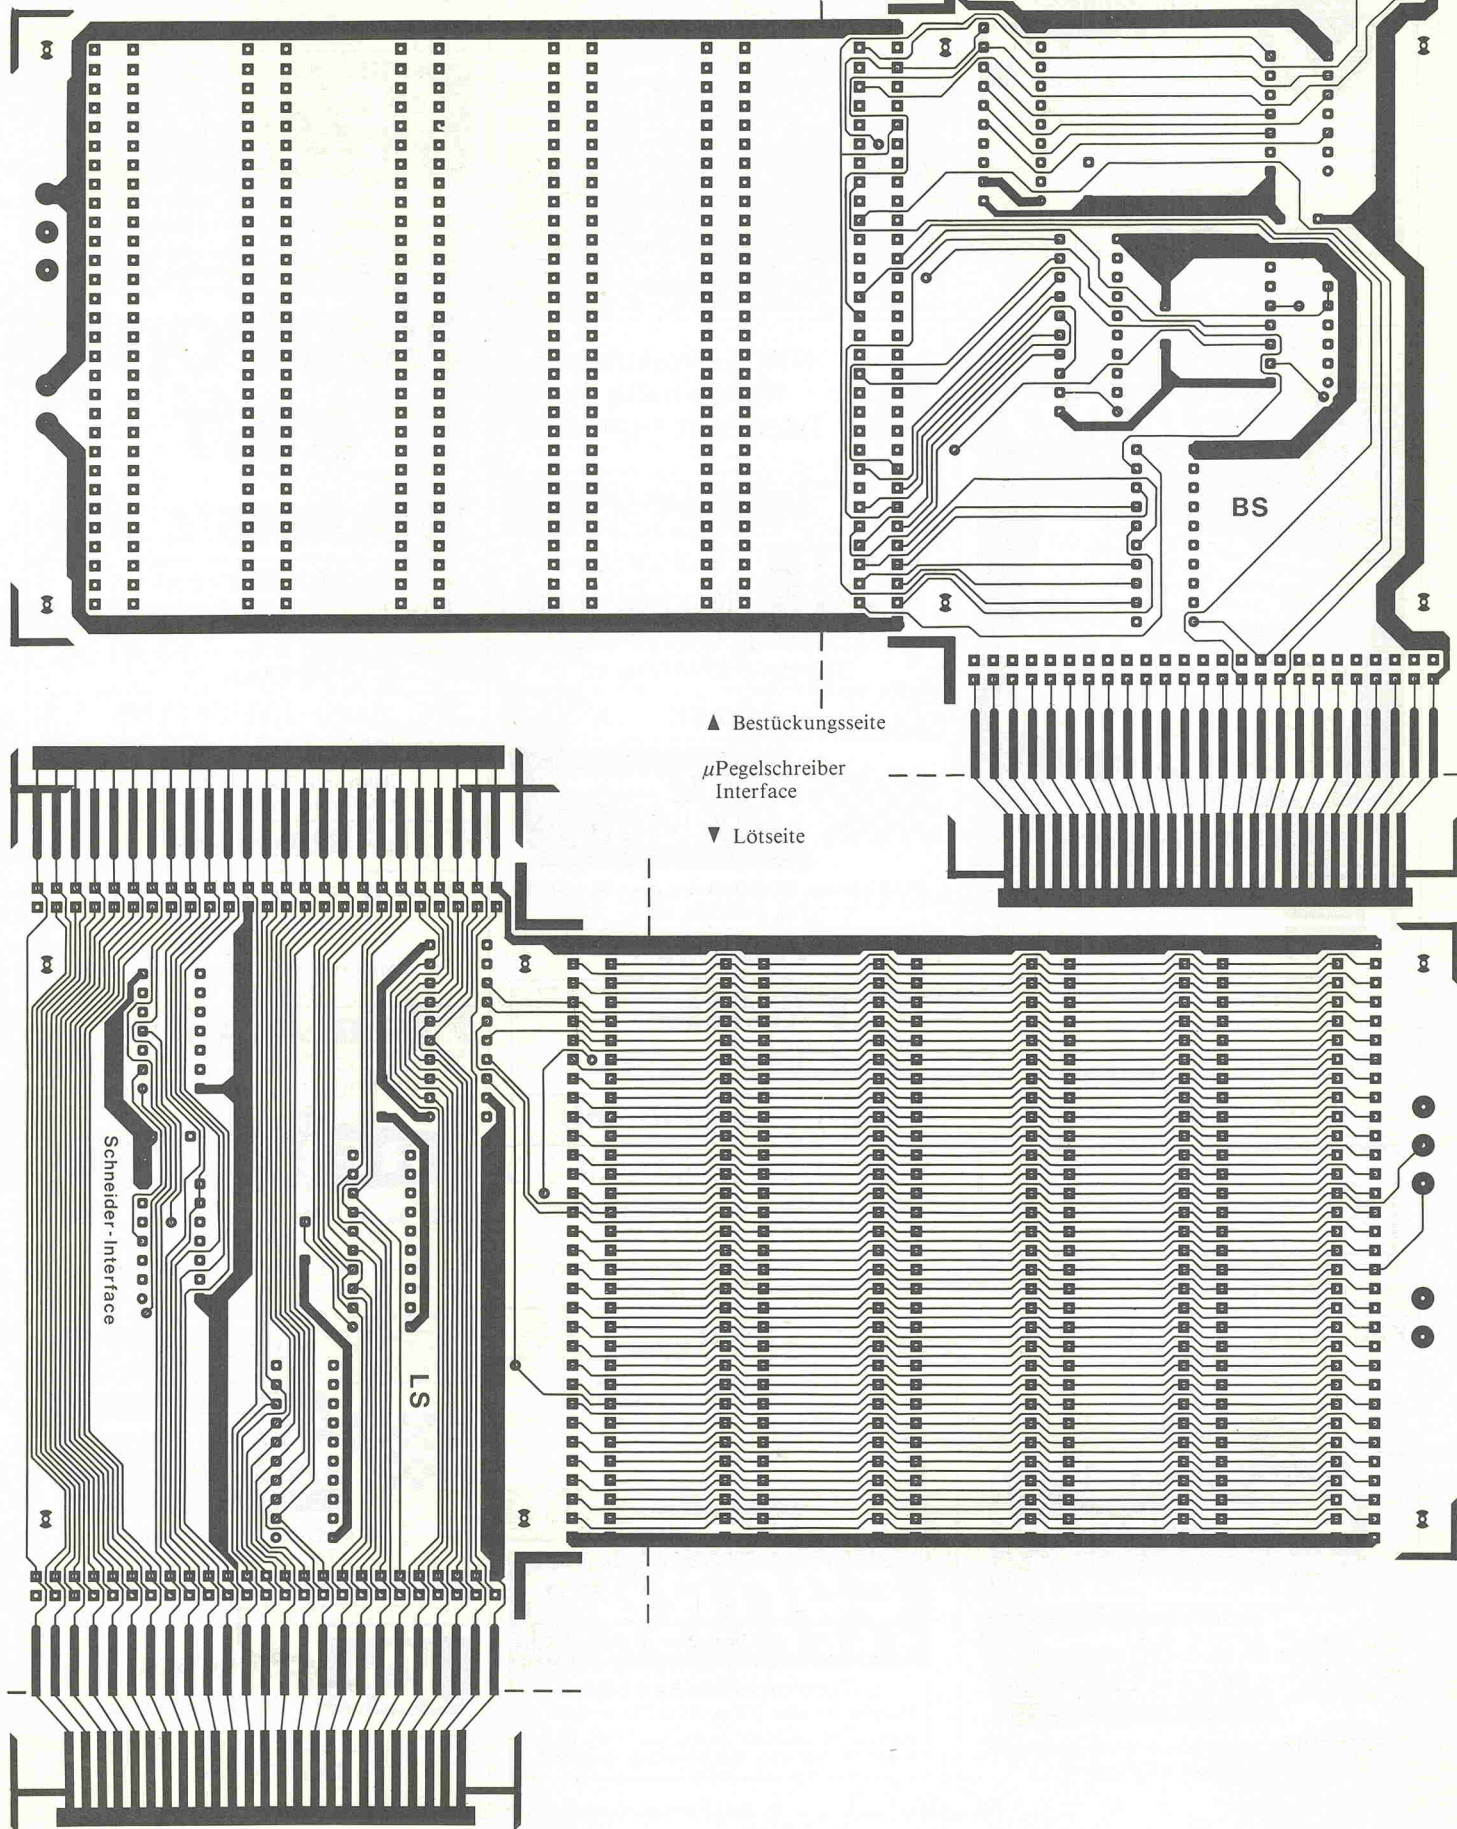 BS
▲ Bestückungsseite
μPegelschreiber
Interface
▼ Lötseite
Schneider-Interface
LS